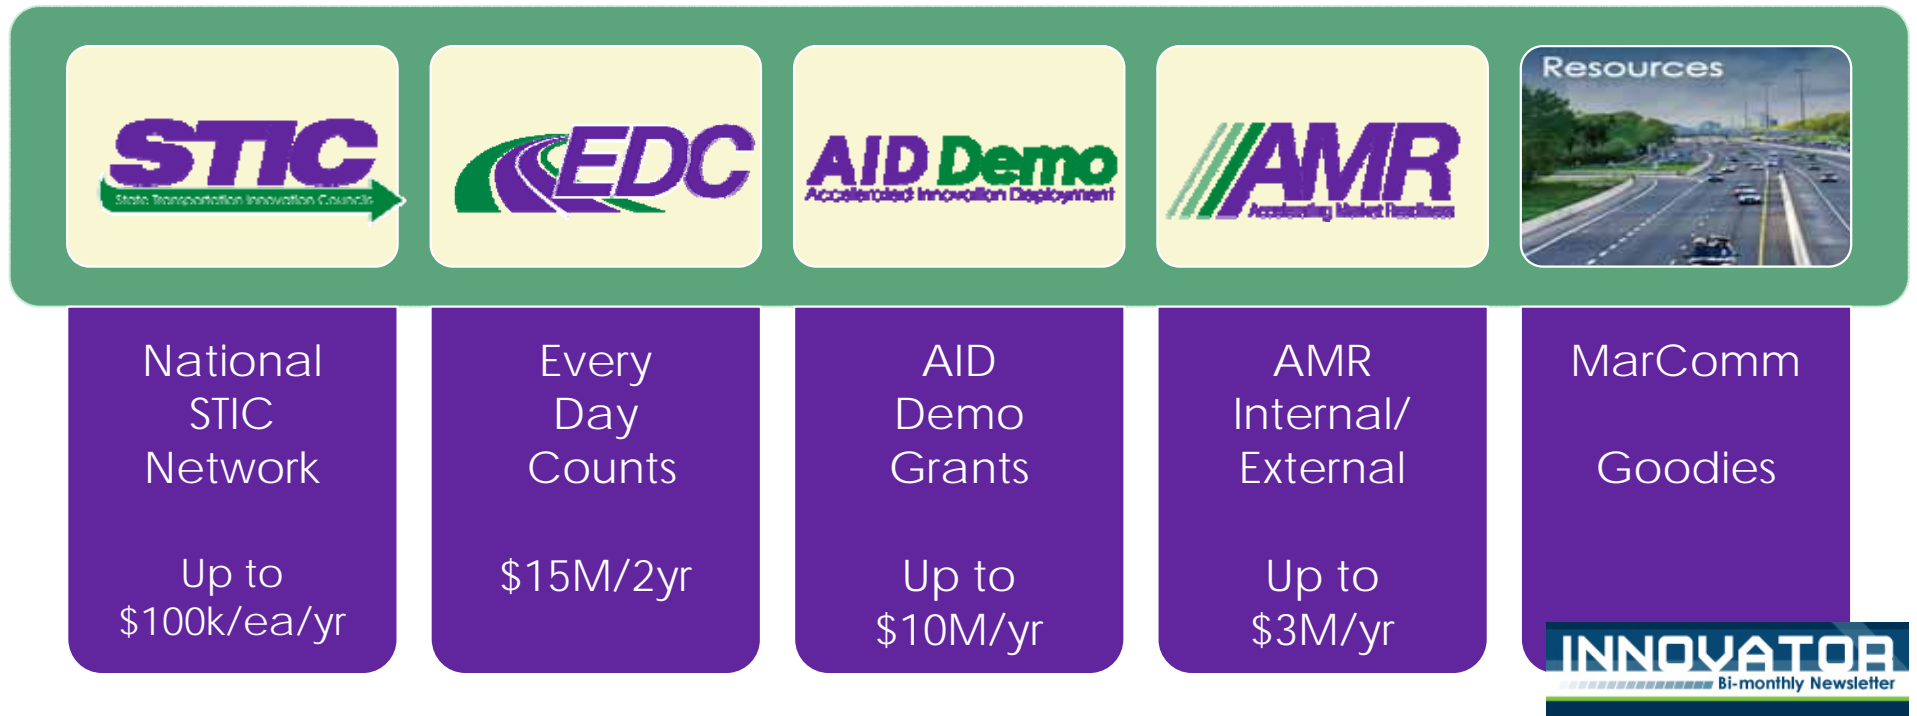 STIC
State Transportation Innovation Councils
EDC
AID Demo
Accelerated Innovation Deployment
AMR
Accelerating Market Readiness
Resources
National
STIC
Network
Up to
$100k/ea/yr
Every
Day
Counts
$15M/2yr
AID
Demo
Grants
Up to
$10M/yr
AMR
Internal/
External
Up to
$3M/yr
MarComm
Goodies
INNOVATOR
Bi-monthly Newsletter